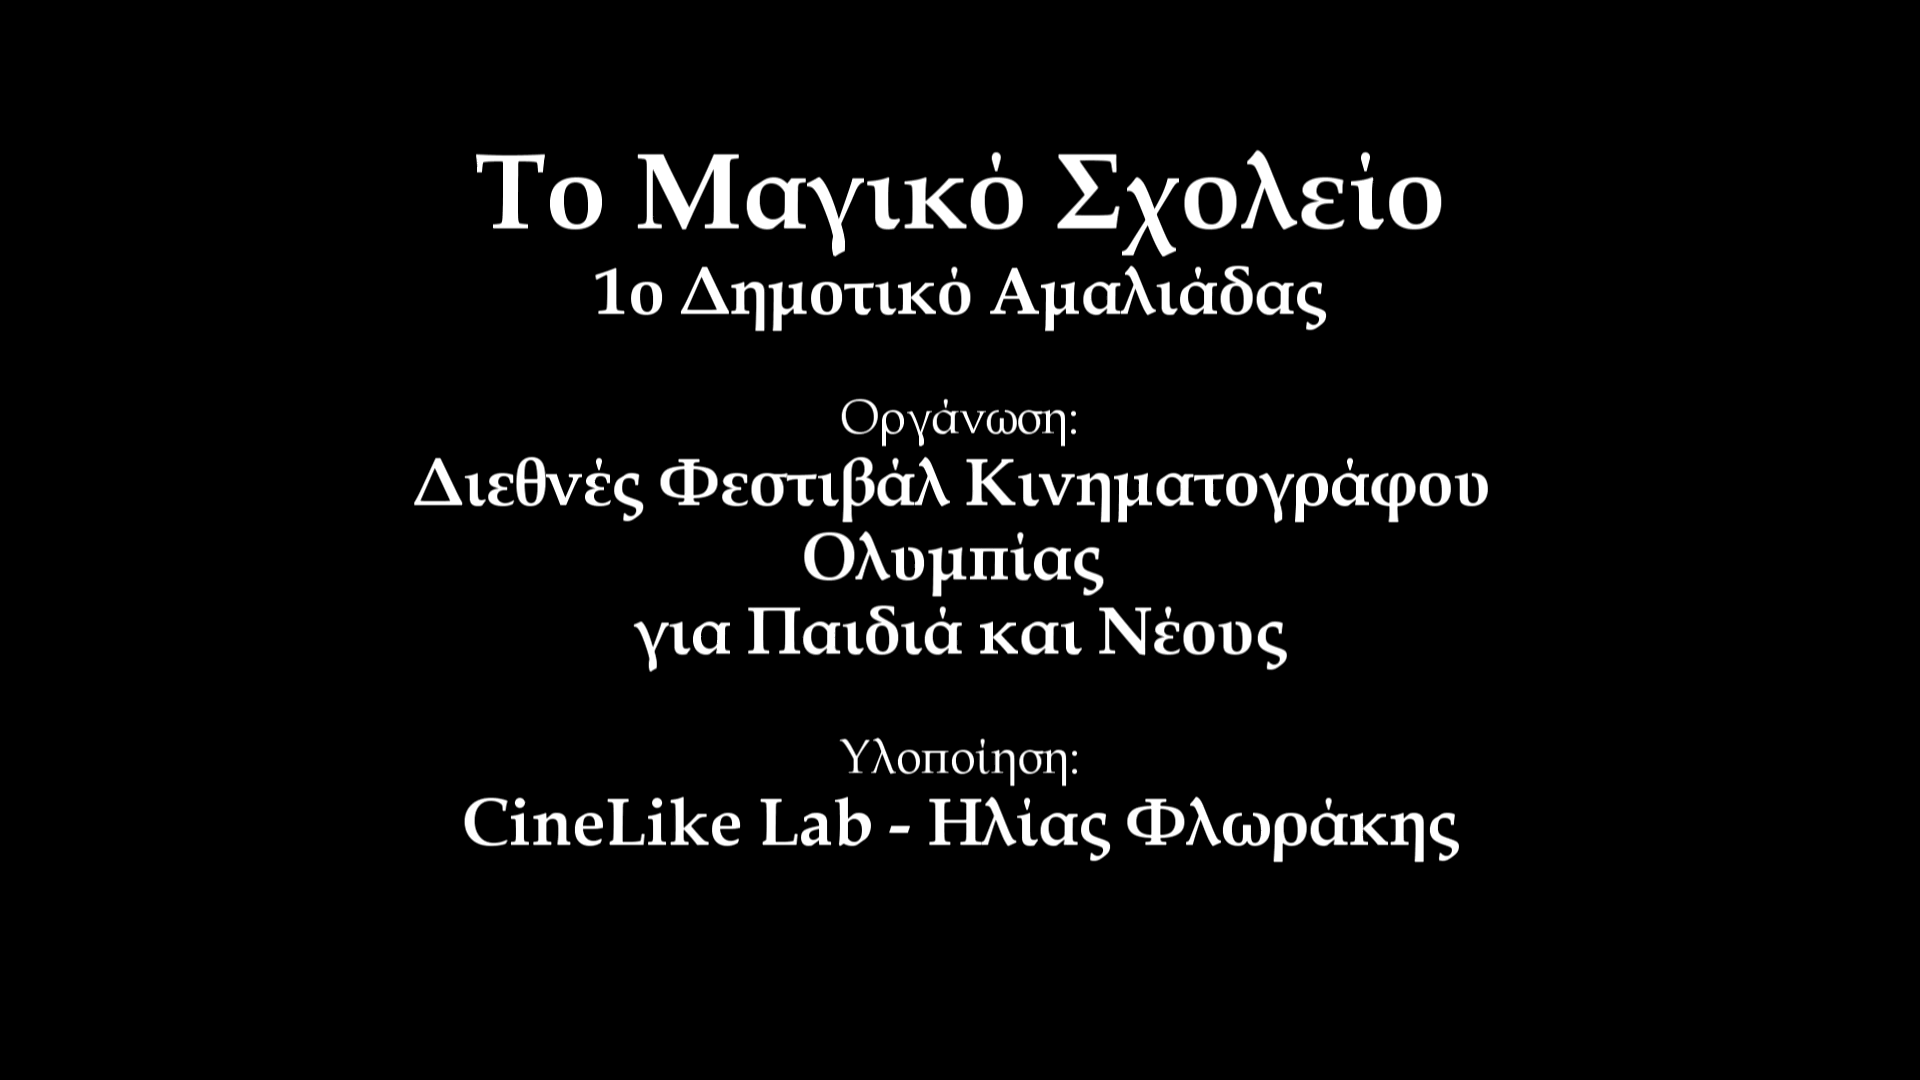 Το Μαγικό Σχολείο
1ο Δημοτικό Αμαλιάδας
Οργάνωση:
Διεθνές Φεστιβάλ Κινηματογράφου
Ολυμπίας
για Παιδιά και Νέους
Υλοποίηση:
CineLike Lab - Ηλίας Φλωράκης